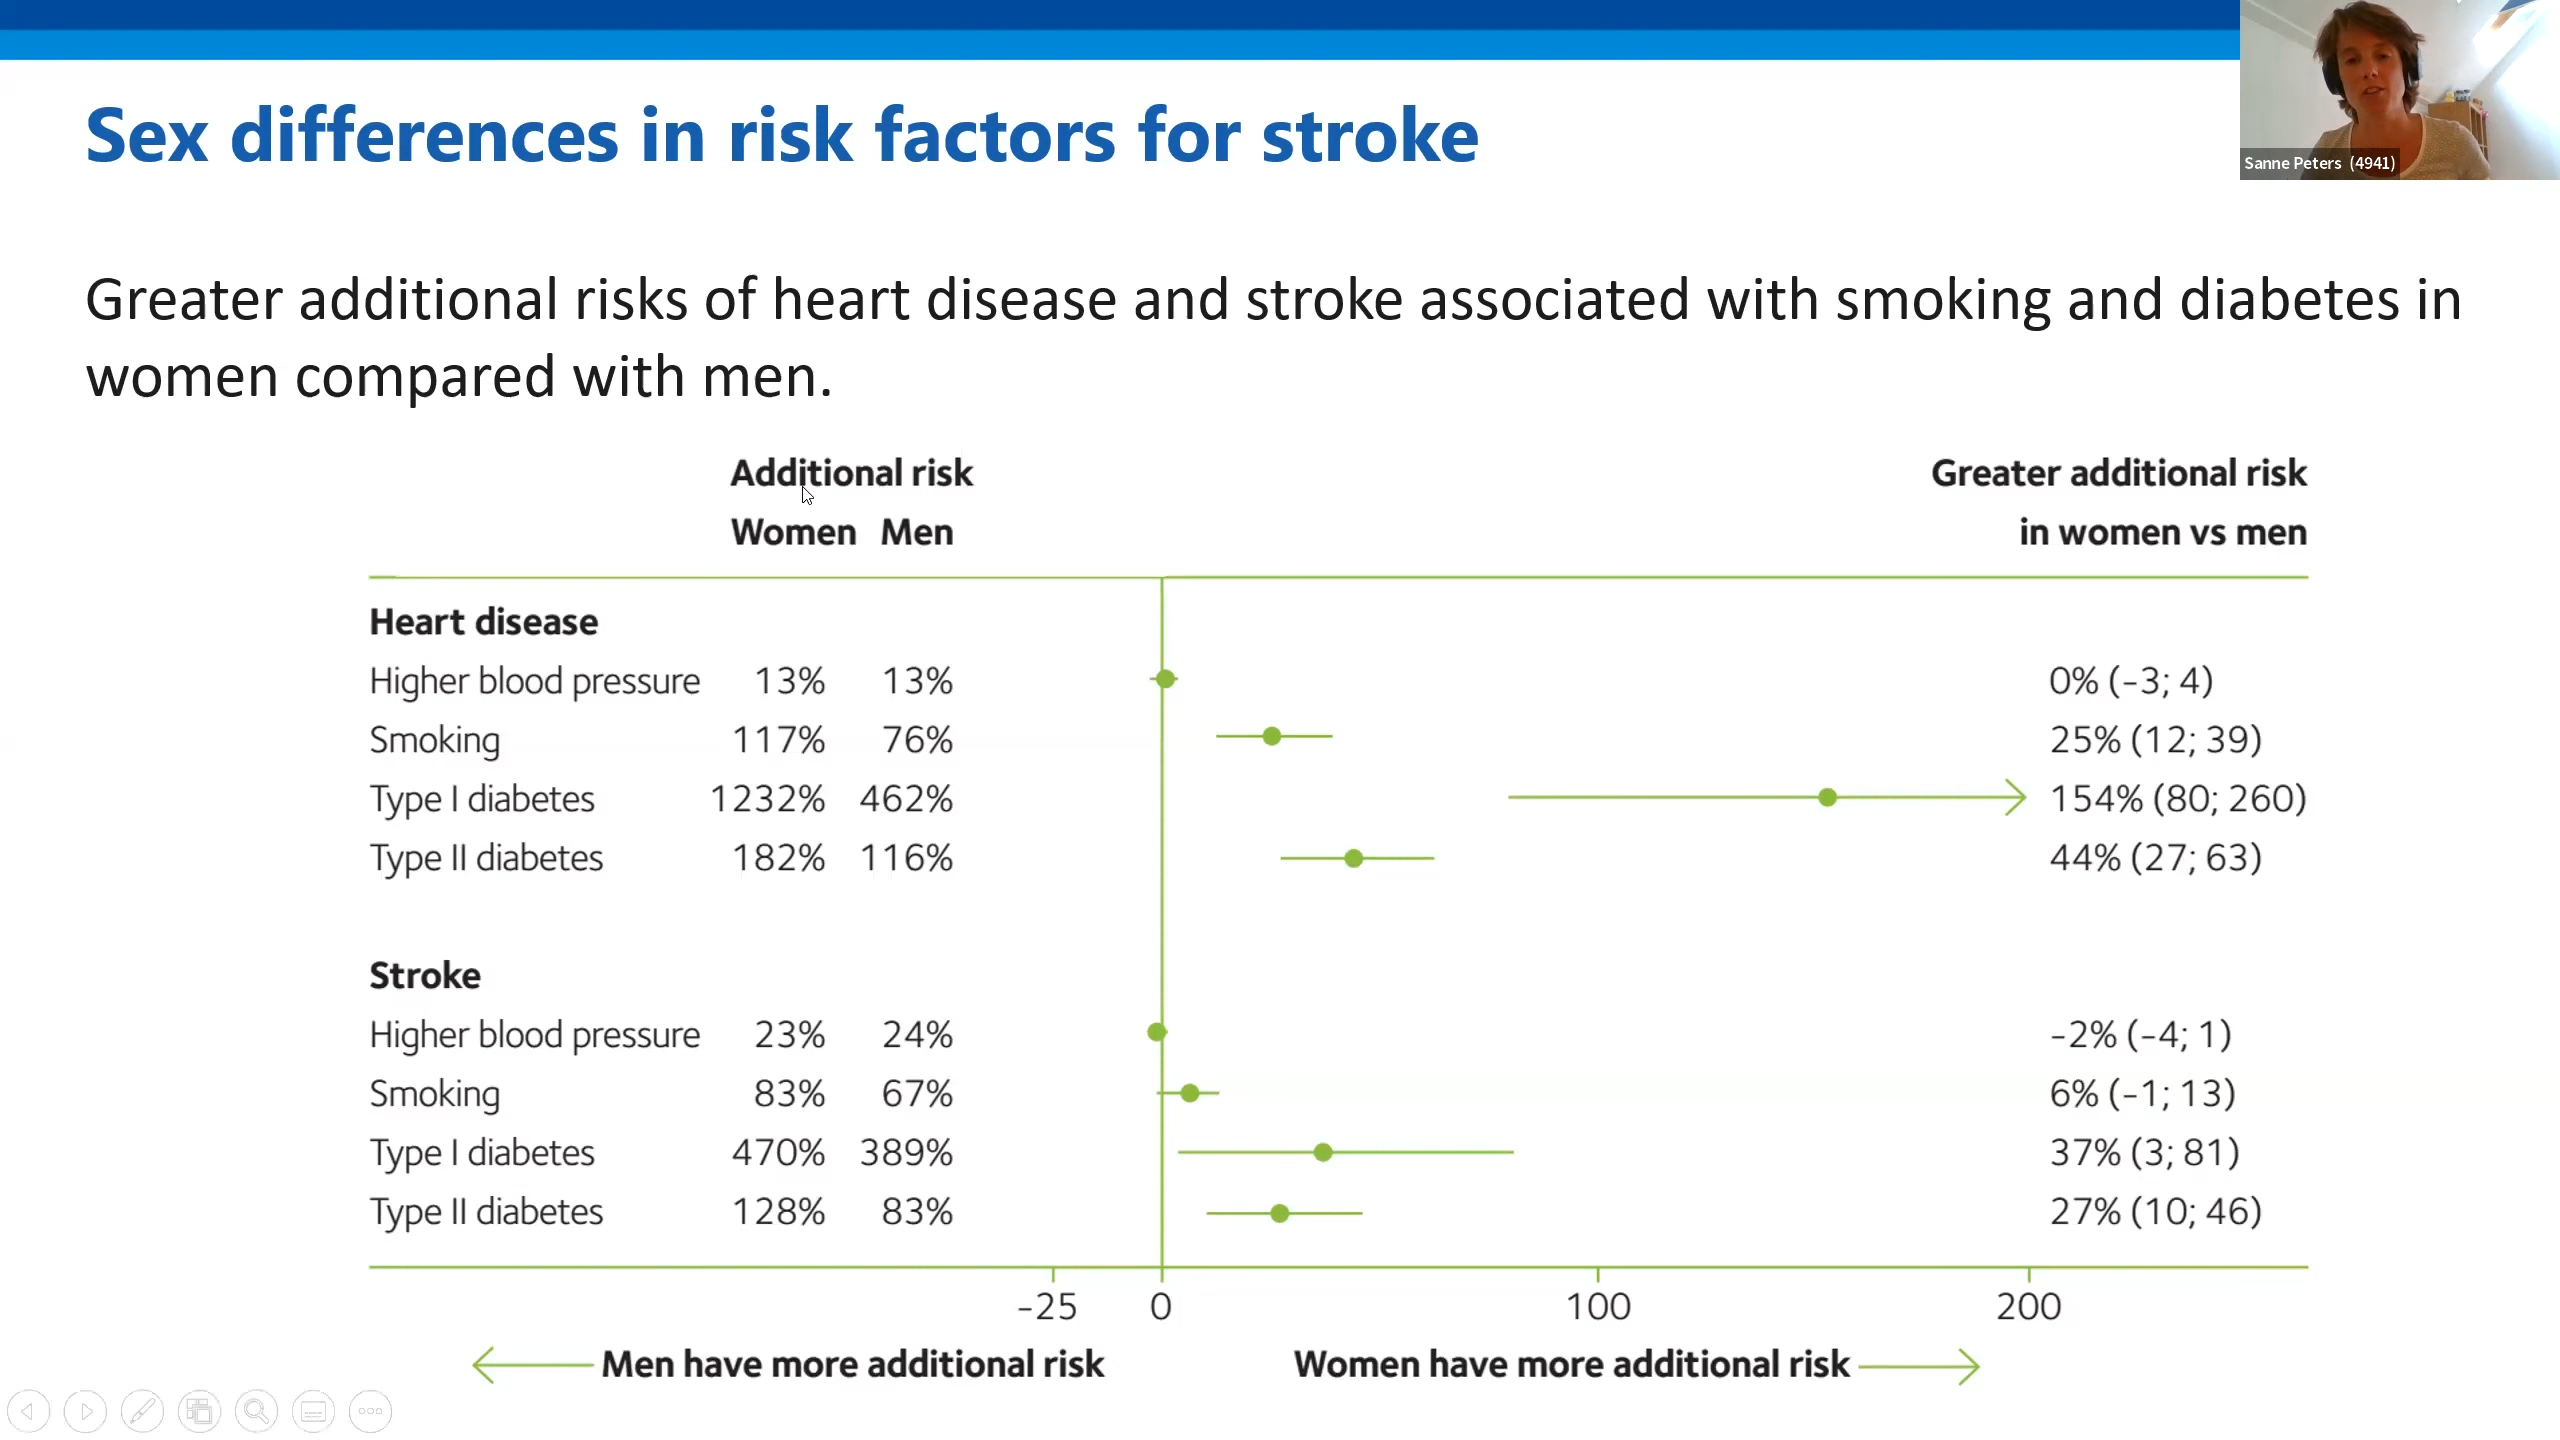 Sanne Peters (4941)
Sex differences in risk factors for stroke
Greater additional risks of heart disease and stroke associated with smoking and diabetes in
women compared with men.
Additional risk Greater additional risk
Women Men in women vs men
Heart disease
Higher blood pressure 13% 13% 0% (-3; 4)
Smoking 117% 76% 25% (12; 39)
Type I diabetes 1232% 462% 154% (80; 260)
Type II diabetes 182% 116% 44% (27; 63)
Stroke
Higher blood pressure 23% 24% -2% (-4; 1)
Smoking 83% 67% 6% (-1; 13)
Type I diabetes 470% 389% 37% (3; 81)
Type II diabetes 128% 83% 27% (10; 46)
-25 0 100 200
Men have more additional risk Women have more additional risk